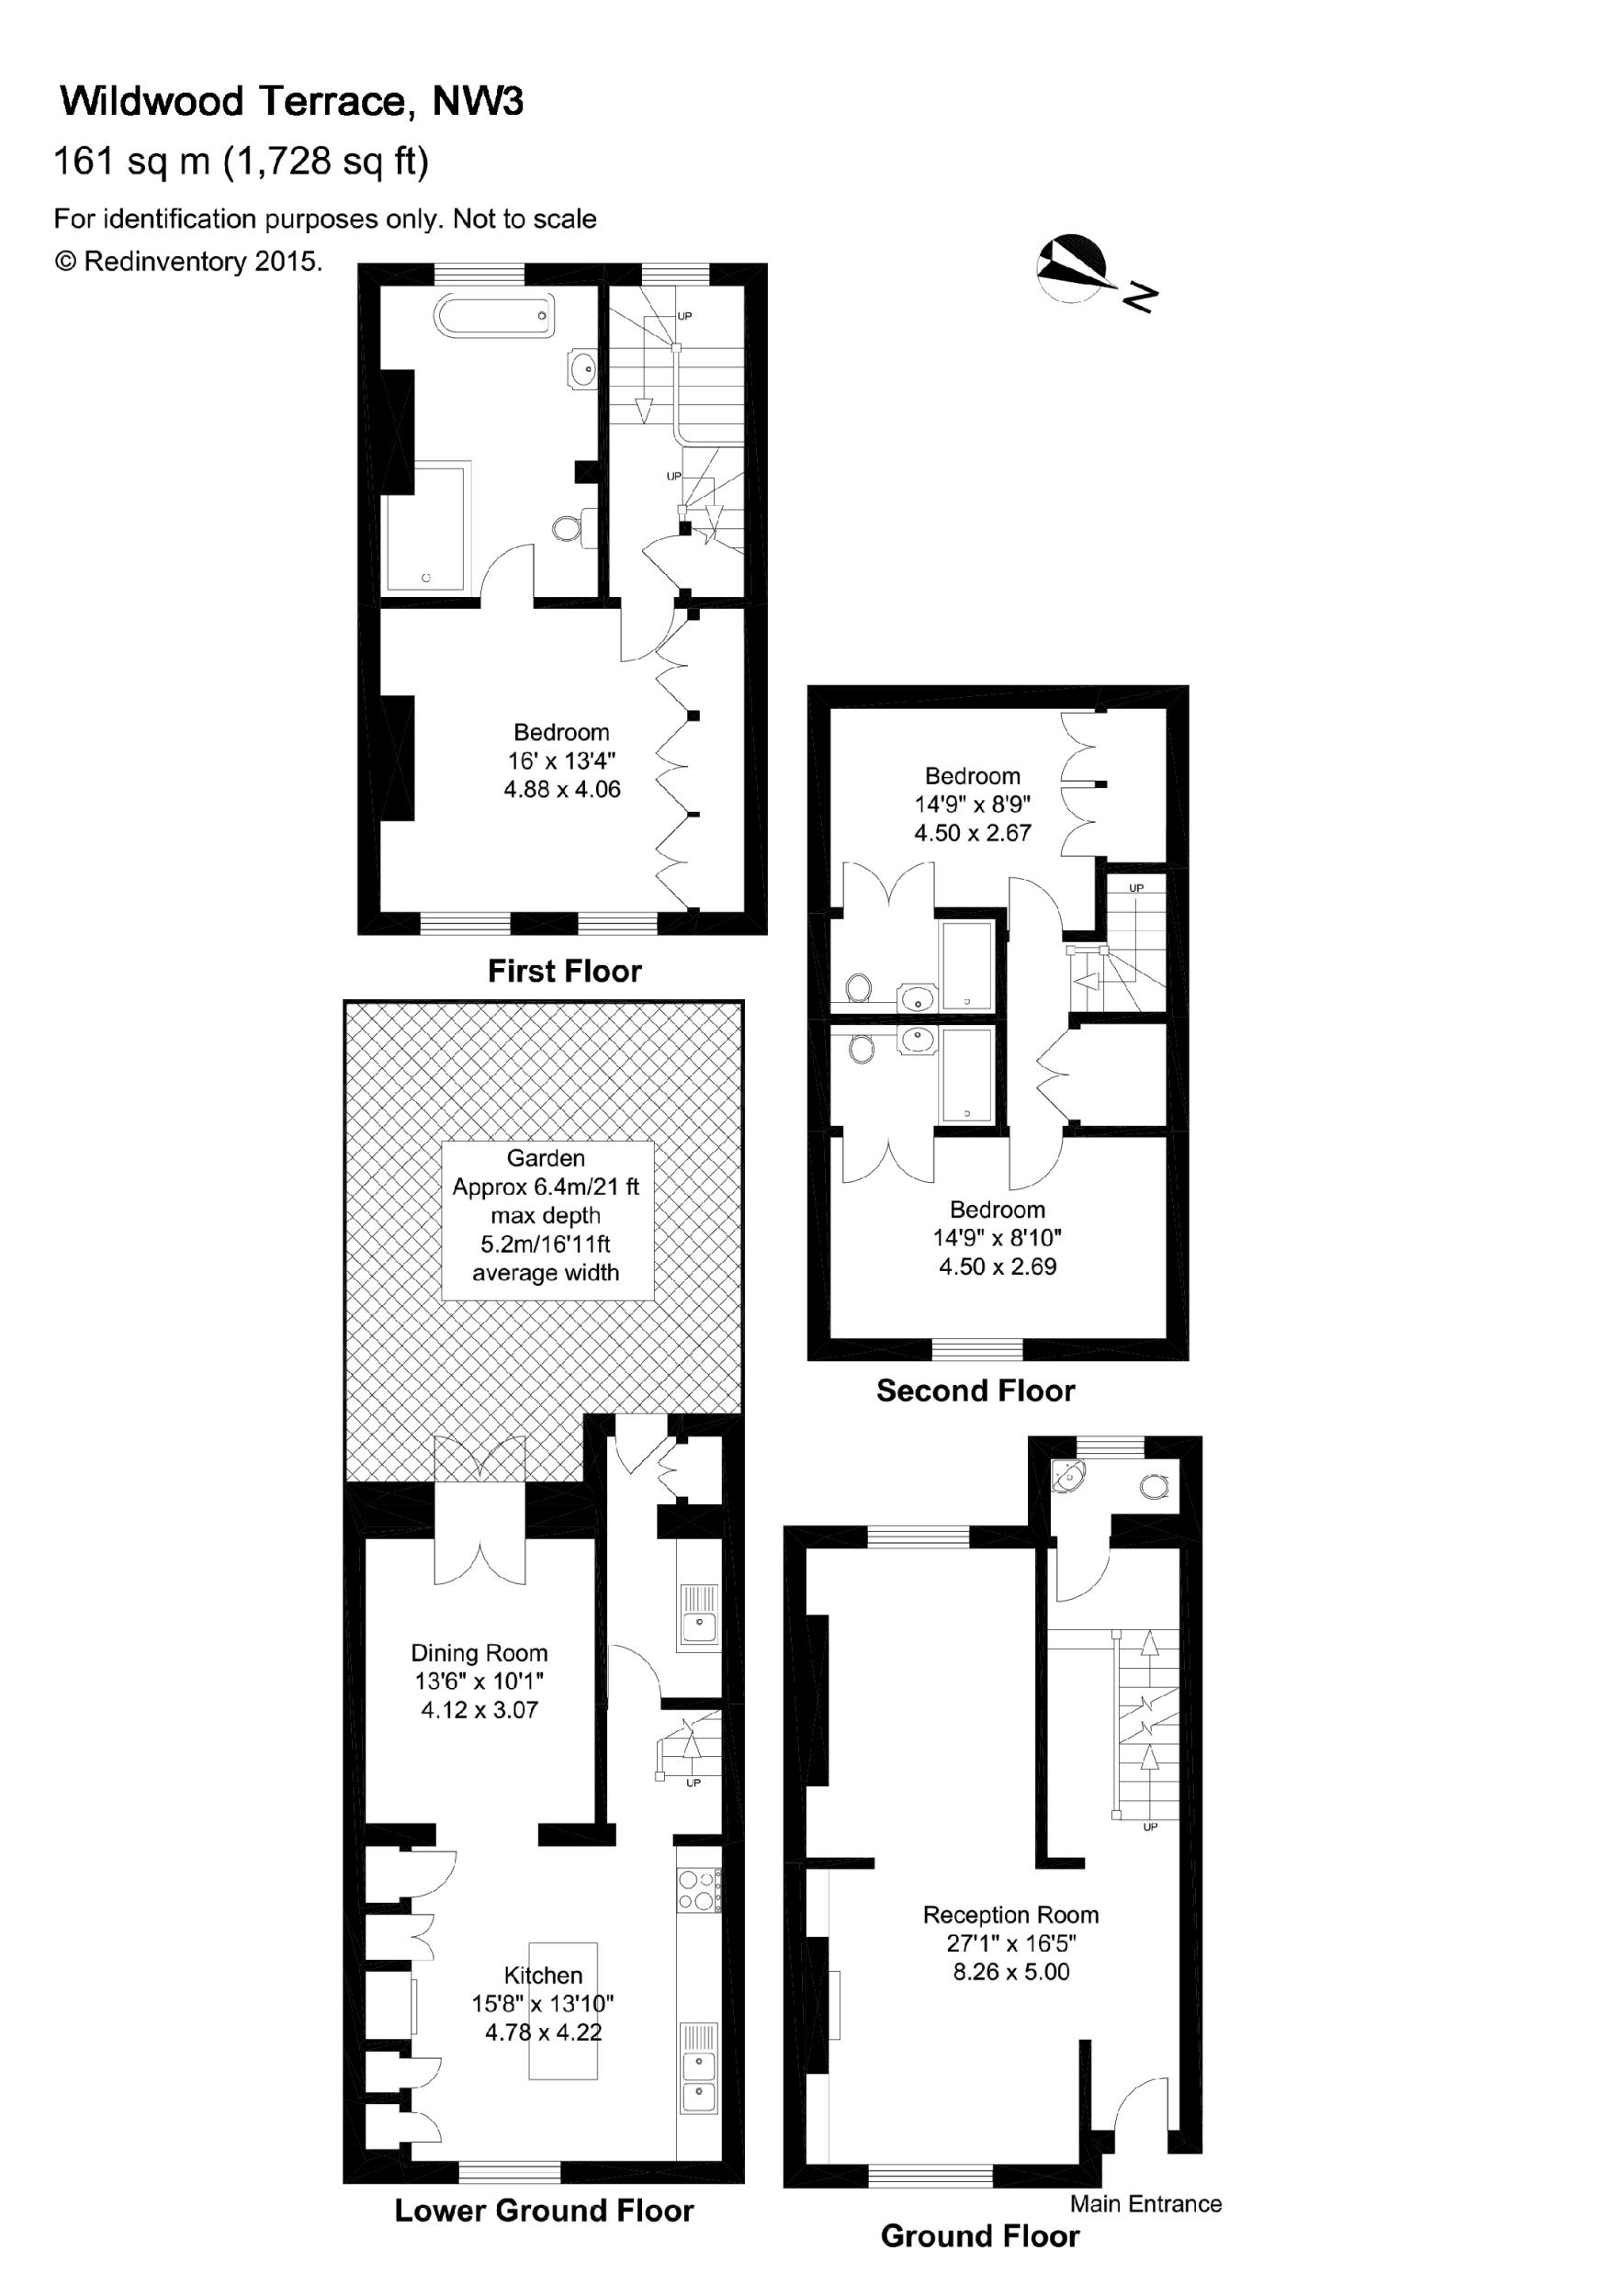 Wildwood Terrace, NW3
161 sq m (1,728 sq ft)
For identification purposes only. Not to scale
© Redinventory 2015.
N
UP
UP
Bedroom
16' x 13'4"
4.88 x 4.06
First Floor
Bedroom
14'9" x 8'9"
4.50 x 2.67
UP
Bedroom
14'9" x 8'10"
4.50 x 2.69
Second Floor
Garden
Approx 6.4m/21 ft
max depth
5.2m/16'11ft
average width
Dining Room
13'6" x 10'1"
4.12 x 3.07
UP
Kitchen
15'8" x 13'10"
4.78 x 4.22
Lower Ground Floor
UP
Reception Room
27'1" x 16'5"
8.26 x 5.00
Main Entrance
Ground Floor